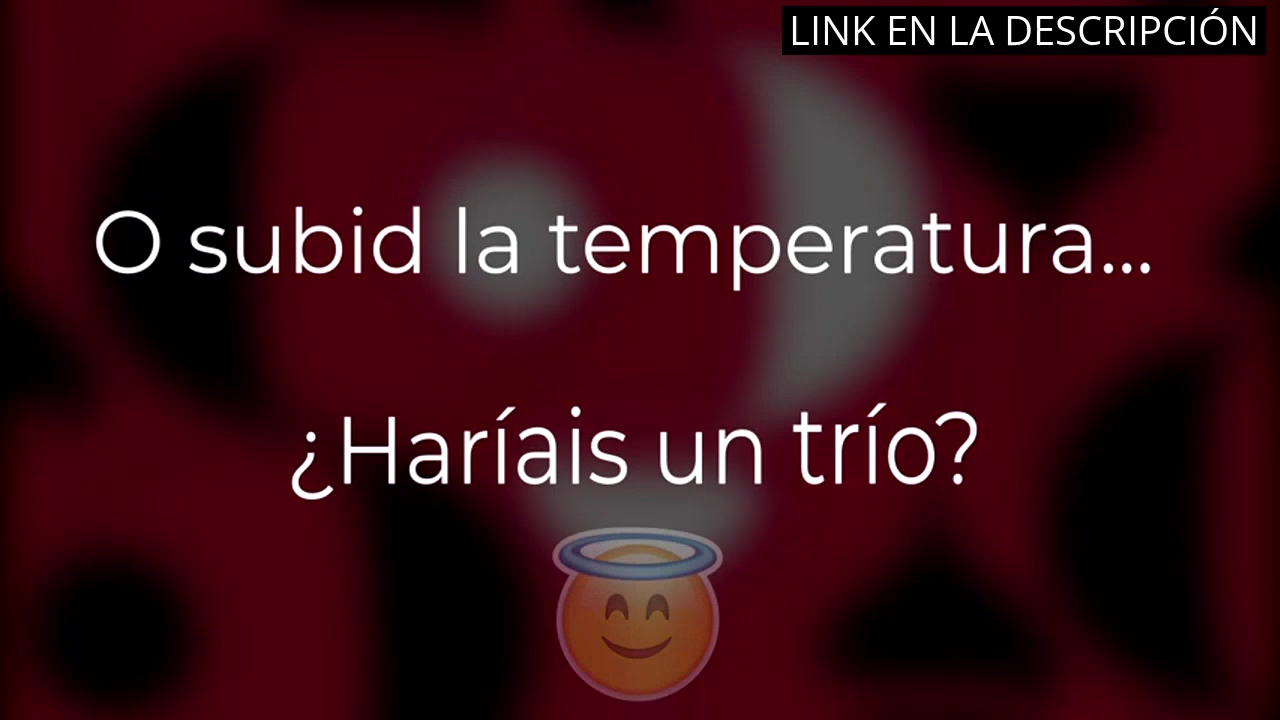 LINK EN LA DESCRIPCIÓN
O subid la temperatura...
¿Haríais un trío?